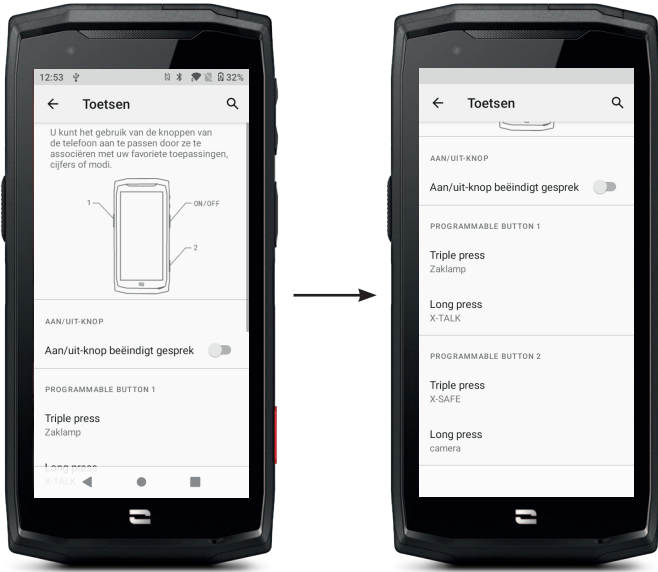 12:53
32%
Toetsen
U kunt het gebruik van de knoppen van
de telefoon aan te passen door ze te
associëren met uw favoriete toepassingen,
cijfers of modi.
1
ON/OFF
2
AAN/UIT-KNOP
Aan/uit-knop beëindigt gesprek
PROGRAMMABLE BUTTON 1
Triple press
Zaklamp
Long press
X-TALK
Toetsen
AAN/UIT-KNOP
Aan/uit-knop beëindigt gesprek
PROGRAMMABLE BUTTON 1
Triple press
Zaklamp
Long press
X-TALK
PROGRAMMABLE BUTTON 2
Triple press
X-SAFE
Long press
camera